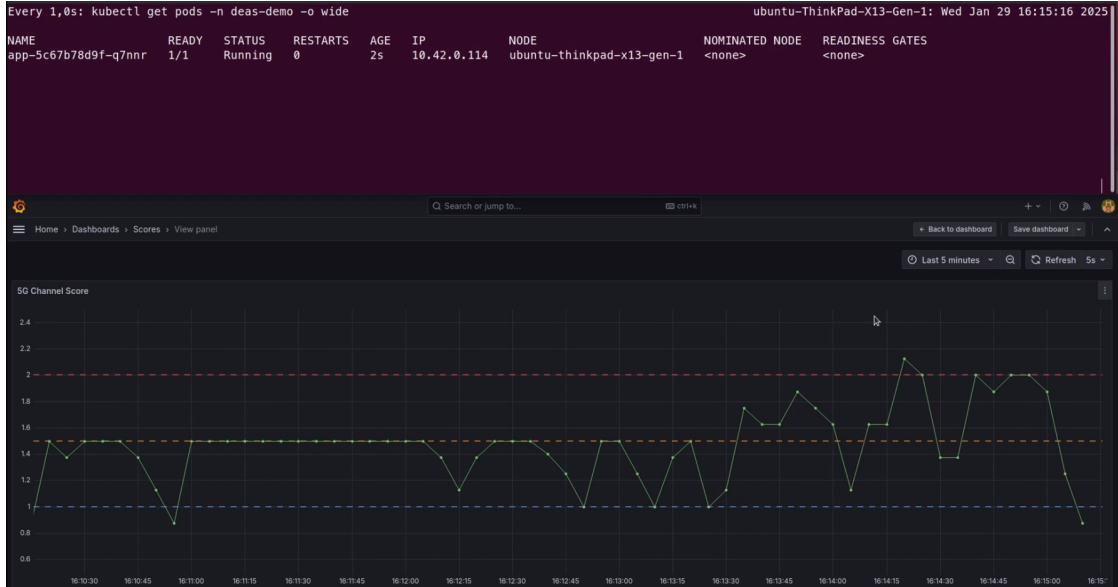 Every 1,0s: kubectl get pods -n deas-demo -o wide ubuntu-ThinkPad-X13-Gen-1: Wed Jan 29 16:15:16 2025
NAME READY STATUS RESTARTS AGE IP NODE NOMINATED NODE READINESS GATES
app-5c67b78d9f-q7nnr 1/1 Running 0 2s 10.42.0.114 ubuntu-thinkpad-x13-gen-1 <none> <none>
Search or jump to... ctrl+k
Home › Dashboards › Scores › View panel
Back to dashboard Save dashboard
Last 5 minutes Refresh 5s
5G Channel Score
2.4
2.2
2
1.8
1.6
1.4
1.2
1
0.8
0.6
16:10:30 16:10:45 16:11:00 16:11:15 16:11:30 16:11:45 16:12:00 16:12:15 16:12:30 16:12:45 16:13:00 16:13:15 16:13:30 16:13:45 16:14:00 16:14:15 16:14:30 16:14:45 16:15:00